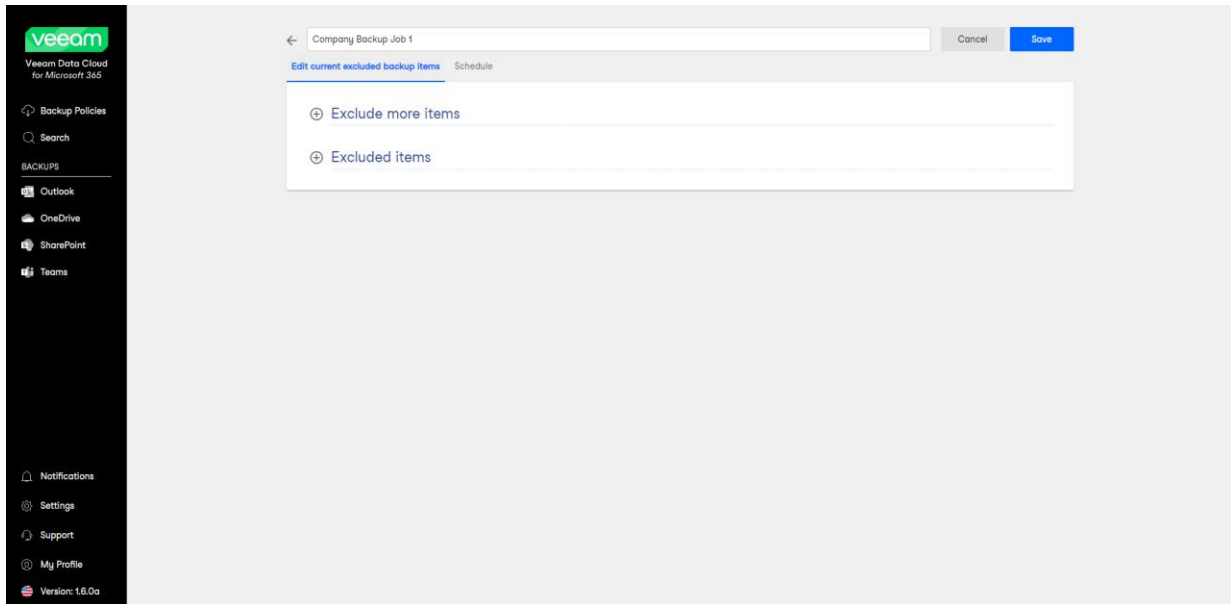 veeam
Veeam Data Cloud
for Microsoft 365
Backup Policies
Search
BACKUPS
Outlook
OneDrive
SharePoint
Teams
Notifications
Settings
Support
My Profile
Version: 1.6.0a
Company Backup Job 1
Cancel
Save
Edit current excluded backup items
Schedule
Exclude more items
Excluded items